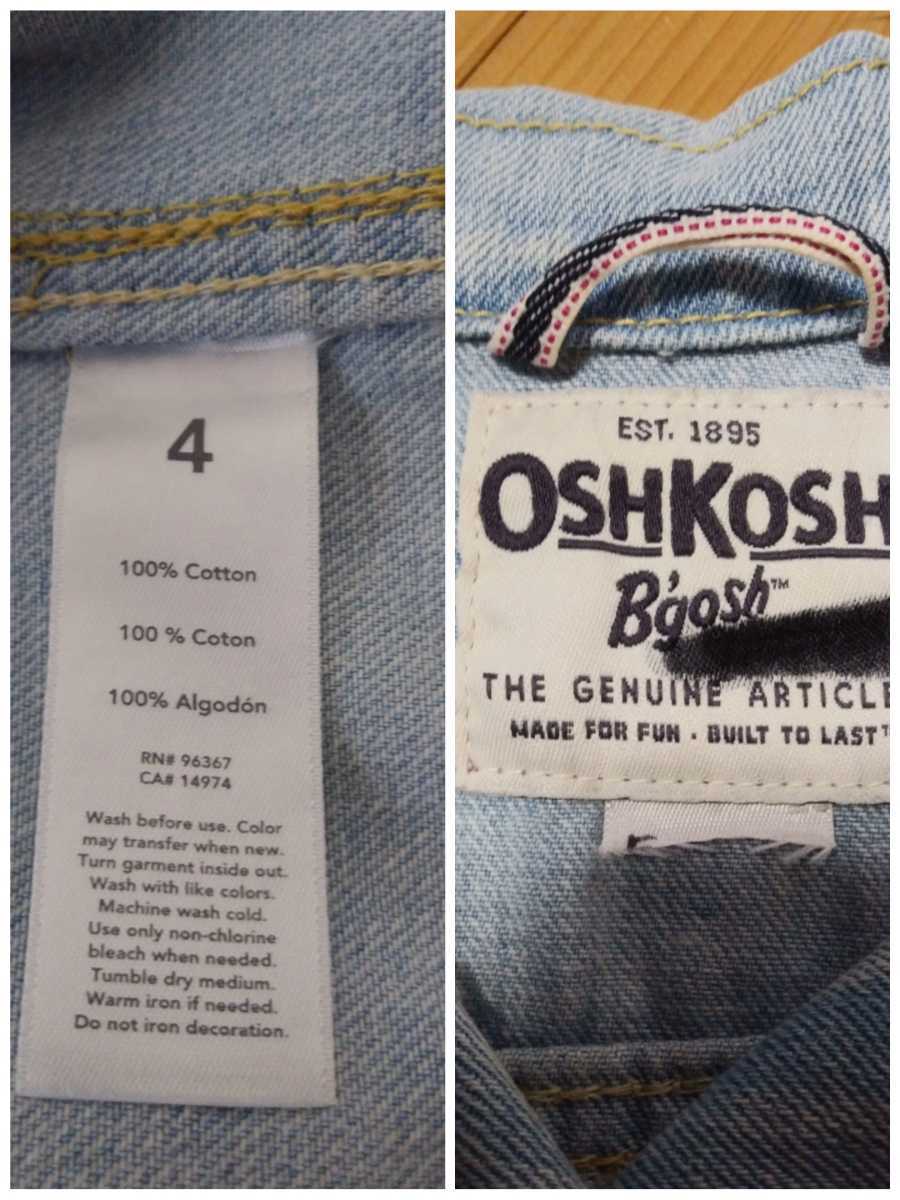 4
100% Cotton
100 % Coton
100% Algodón
RN# 96367
CA# 14974
Wash before use. Color
may transfer when new.
Turn garment inside out.
Wash with like colors.
Machine wash cold.
Use only non-chlorine
bleach when needed.
Tumble dry medium.
Warm iron if needed.
Do not iron decoration.
EST. 1895
OSHKOSH
B'gosh™
THE GENUINE ARTICLE
MADE FOR FUN · BUILT TO LAST™